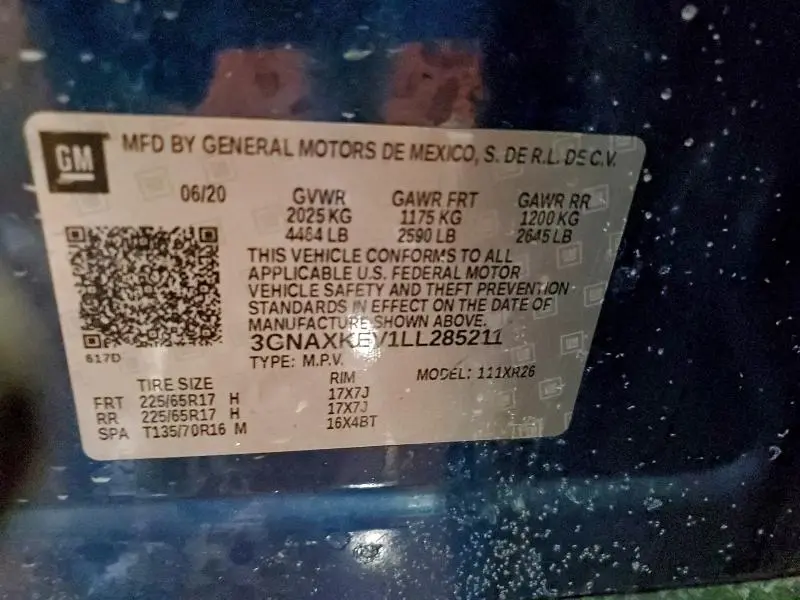 GM
MFD BY GENERAL MOTORS DE MEXICO, S. DE R.L. DE C.V.
06/20 GVWR GAWR FRT GAWR RR
2025 KG 1175 KG 1200 KG
4464 LB 2590 LB 2645 LB
THIS VEHICLE CONFORMS TO ALL
APPLICABLE U.S. FEDERAL MOTOR
VEHICLE SAFETY AND THEFT PREVENTION
STANDARDS IN EFFECT ON THE DATE OF
MANUFACTURE SHOWN ABOVE.
3GNAXKEV1LL285211
617D
TYPE: M.P.V. MODEL: 111XR26
TIRE SIZE RIM
FRT 225/65R17 H 17X7J
RR 225/65R17 H 17X7J
SPA T135/70R16 M 16X4BT